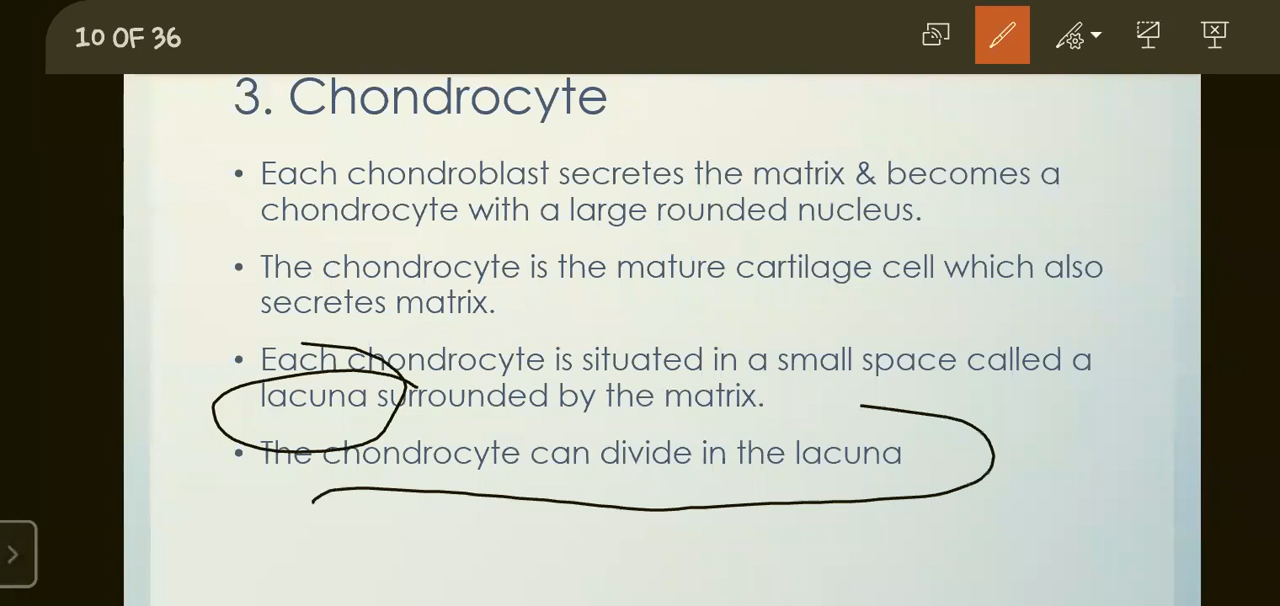 10 OF 36
3. Chondrocyte
• Each chondroblast secretes the matrix & becomes a
chondrocyte with a large rounded nucleus.
• The chondrocyte is the mature cartilage cell which also
secretes matrix.
• Each chondrocyte is situated in a small space called a
lacuna surrounded by the matrix.
• The chondrocyte can divide in the lacuna